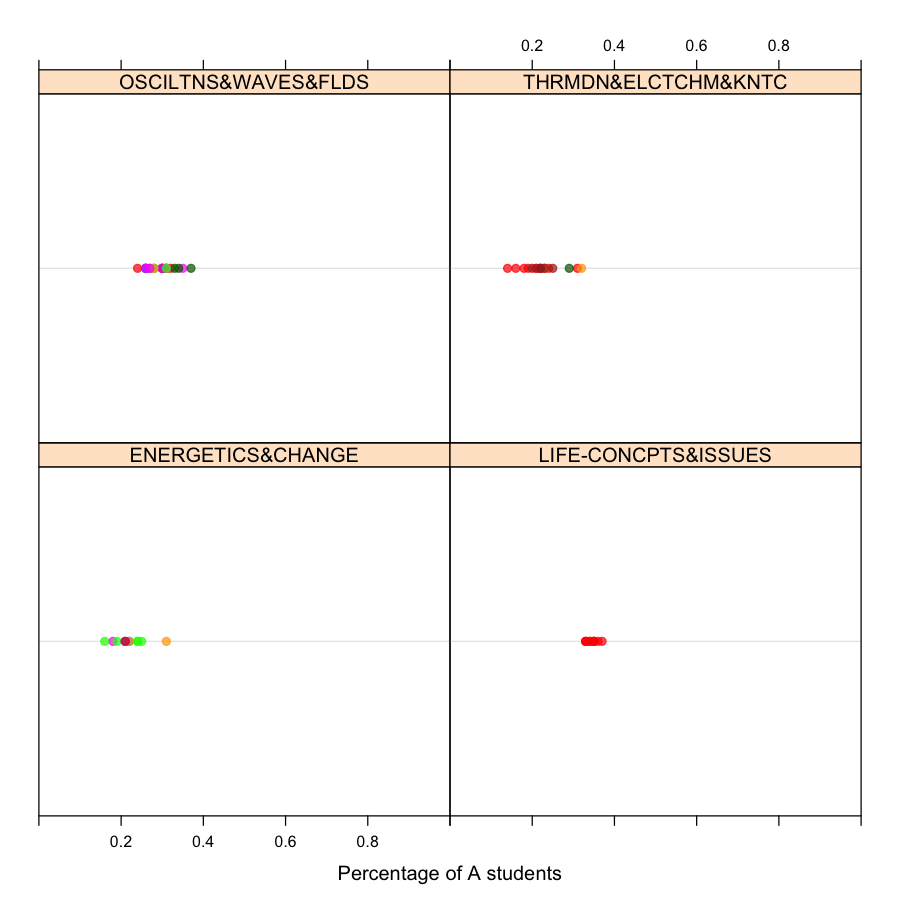 0.2 0.4 0.6 0.8
OSCILTNS&WAVES&FLDS THRMDN&ELCTCHM&KNTC
ENERGETICS&CHANGE LIFE-CONCPTS&ISSUES
0.2 0.4 0.6 0.8
Percentage of A students